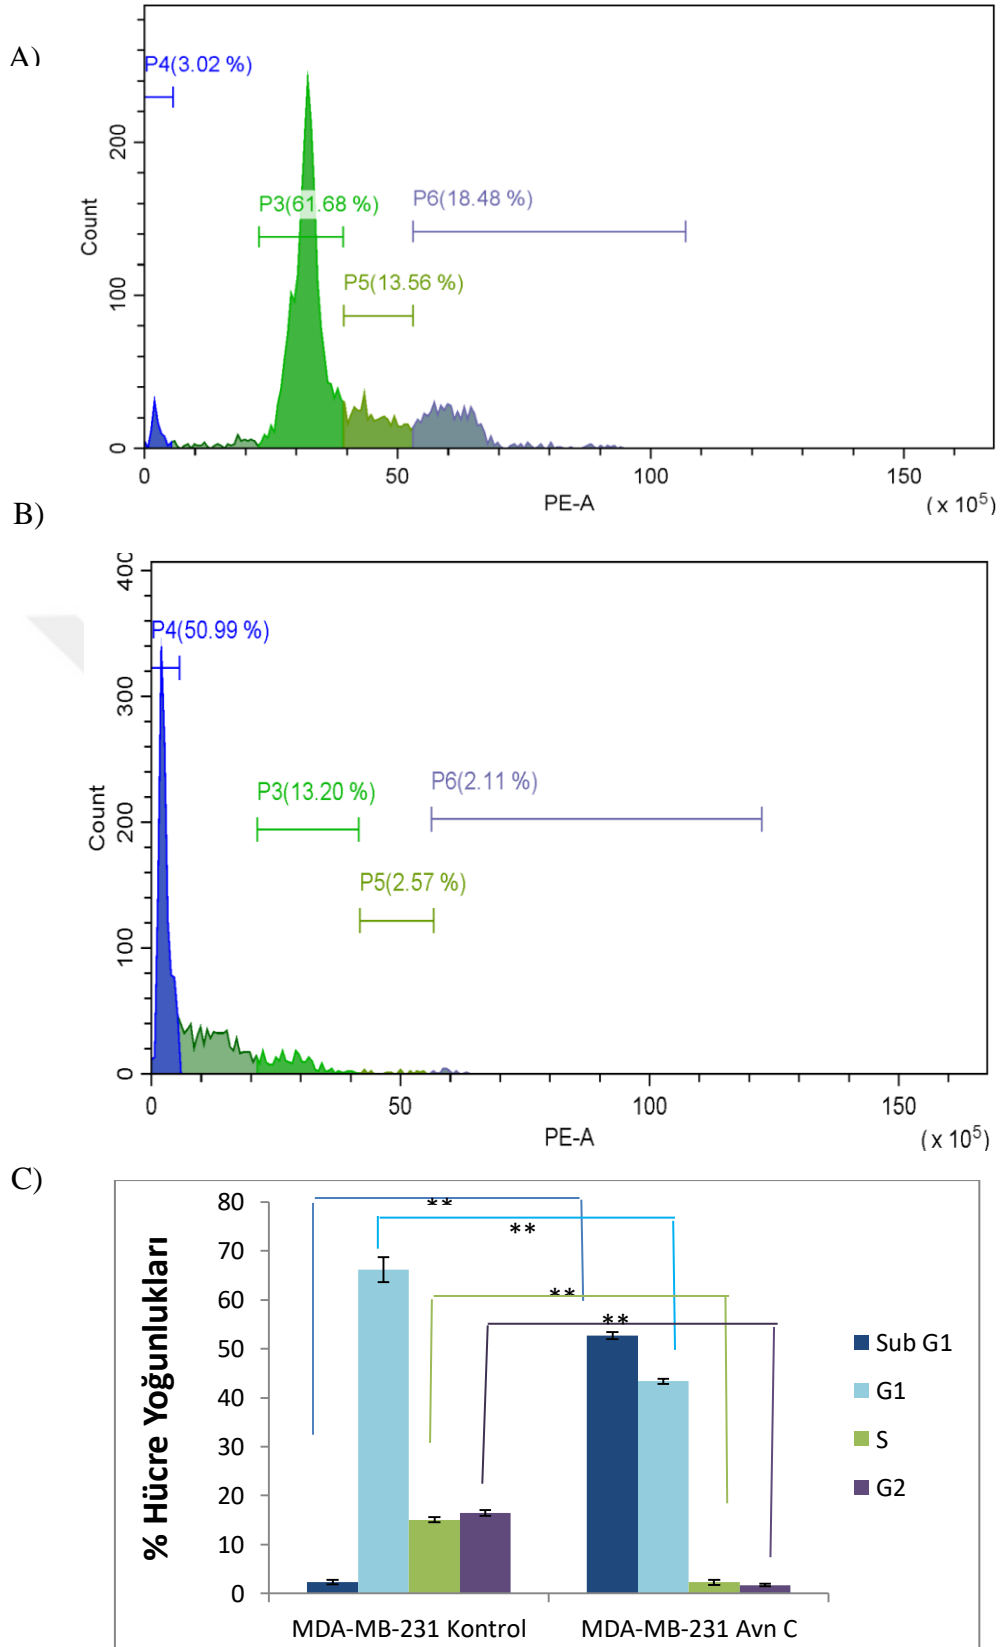 A)
P4(3.02 %)
P3(61.68 %)
P6(18.48 %)
P5(13.56 %)
Count
200
100
0
0 50 100 150
PE-A
(x 10⁵)
B)
400
P4(50.99 %)
300
P6(2.11 %)
P3(13.20 %)
Count
200
P5(2.57 %)
100
0
0 50 100 150
PE-A
(x 10⁵)
C)
% Hücre Yoğunlukları
80
70
60
50
40
30
20
10
0
**
**
**
**
Sub G1
G1
S
G2
MDA-MB-231 Kontrol MDA-MB-231 Avn C